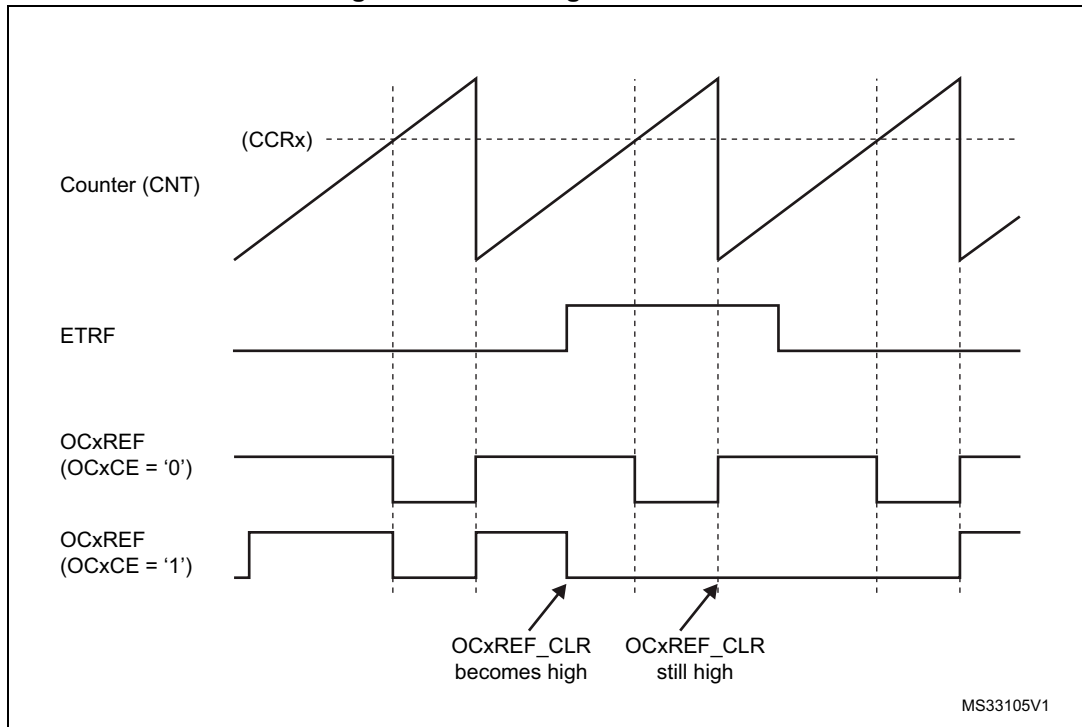 (CCRx)
Counter (CNT)
ETRF
OCxREF
(OCxCE = ‘0’)
OCxREF
(OCxCE = ‘1’)
OCxREF_CLR
becomes high
OCxREF_CLR
still high
MS33105V1